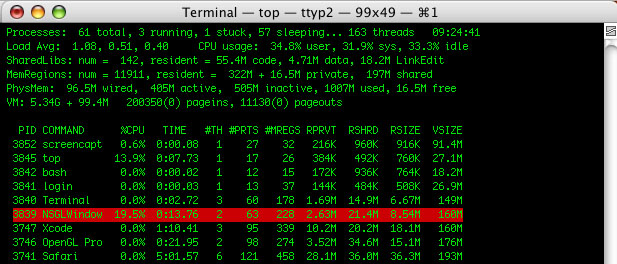 Terminal — top — ttyp2 — 99x49 — ⌘1
Processes:  61 total, 3 running, 1 stuck, 57 sleeping... 163 threads   09:24:41
Load Avg:  1.08, 0.51, 0.40     CPU usage:  34.8% user, 31.9% sys, 33.3% idle
SharedLibs: num =  142, resident = 55.4M code, 4.71M data, 18.2M LinkEdit
MemRegions: num = 11911, resident =  322M + 16.5M private,  197M shared
PhysMem:  96.5M wired,  405M active,  505M inactive, 1007M used, 16.5M free
VM: 5.34G + 99.4M   200350(0) pageins, 11130(0) pageouts
PID COMMAND      %CPU   TIME   #TH #PRTS #MREGS RPRVT  RSHRD  RSIZE  VSIZE
3852 screencapt   0.6%  0:00.08   1    27    32   216K   960K   916K  91.4M
3845 top         13.9%  0:07.73   1    17    26   384K   492K   760K  27.1M
3842 bash         0.0%  0:00.02   1    12    15   172K   936K   764K  18.2M
3841 login        0.0%  0:00.01   1    13    37   144K   484K   508K  26.9M
3840 Terminal     0.0%  0:02.72   3    60   178  1.69M  14.9M  6.67M   149M
3839 NSGLWindow  19.5%  0:13.76   2    63   228  2.63M  21.4M  8.54M   160M
3747 Xcode        0.0%  1:10.41   3    95   339  10.2M  20.2M  18.1M   160M
3746 OpenGL Pro   0.0%  0:21.95   2    98   274  3.52M  34.6M  15.1M   176M
3741 Safari       0.0%  5:01.57   6   121   458  28.1M  36.0M  36.3M   193M